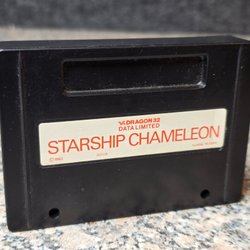 DRAGON 32
DATA LIMITED
STARSHIP CHAMELEON